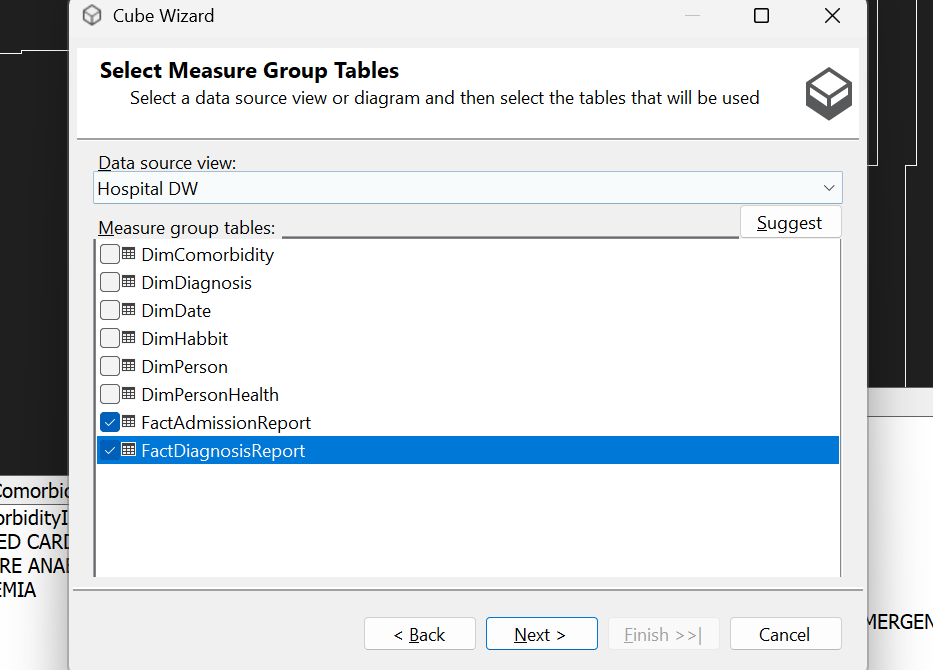 Cube Wizard
Select Measure Group Tables
Select a data source view or diagram and then select the tables that will be used
Data source view:
Hospital DW
Measure group tables:
Suggest
DimComorbidity
DimDiagnosis
DimDate
DimHabbit
DimPerson
DimPersonHealth
FactAdmissionReport
FactDiagnosisReport
< Back
Next >
Finish >>|
Cancel
Comorbid
orbidityI
ED CARD
RE ANAE
EMIA
MERGEN